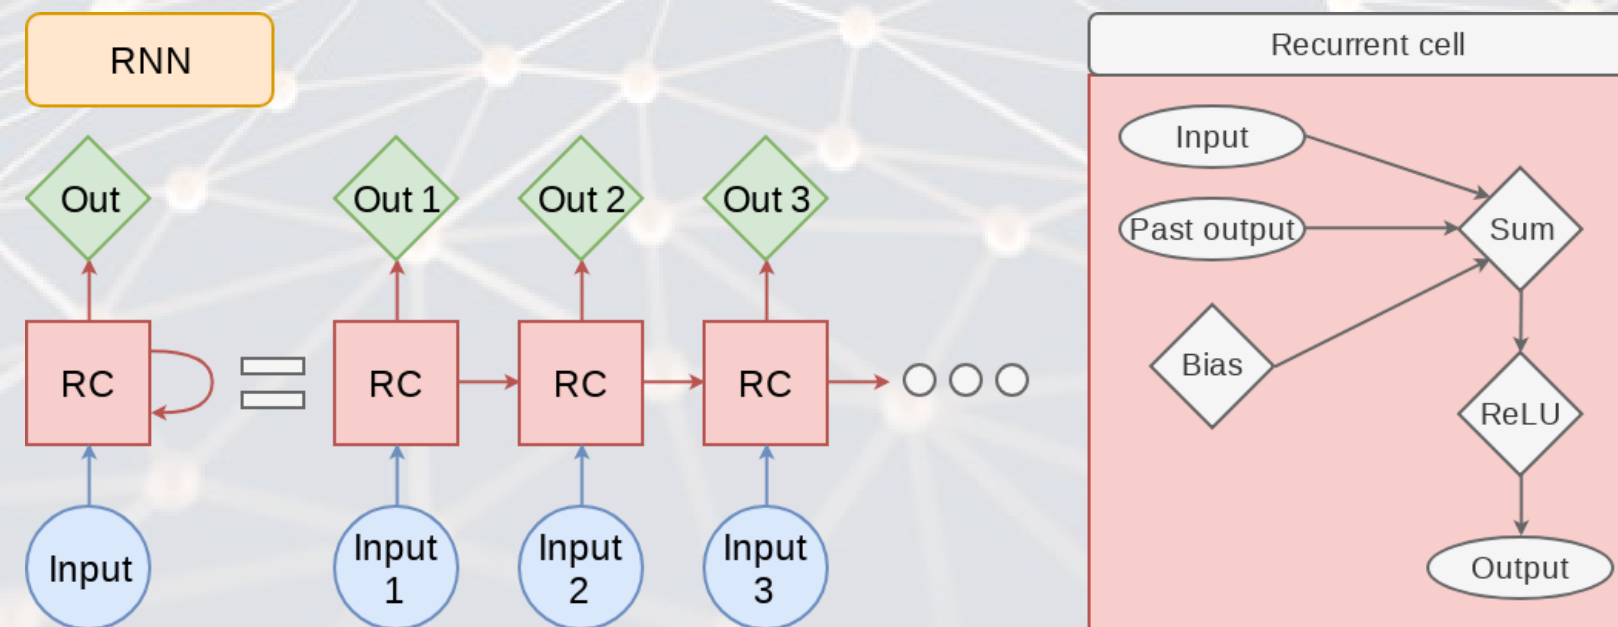 RNN
Recurrent cell
Out
Out 1
Out 2
Out 3
RC
RC
RC
RC
Input
Input
1
Input
2
Input
3
Input
Past output
Bias
Sum
ReLU
Output